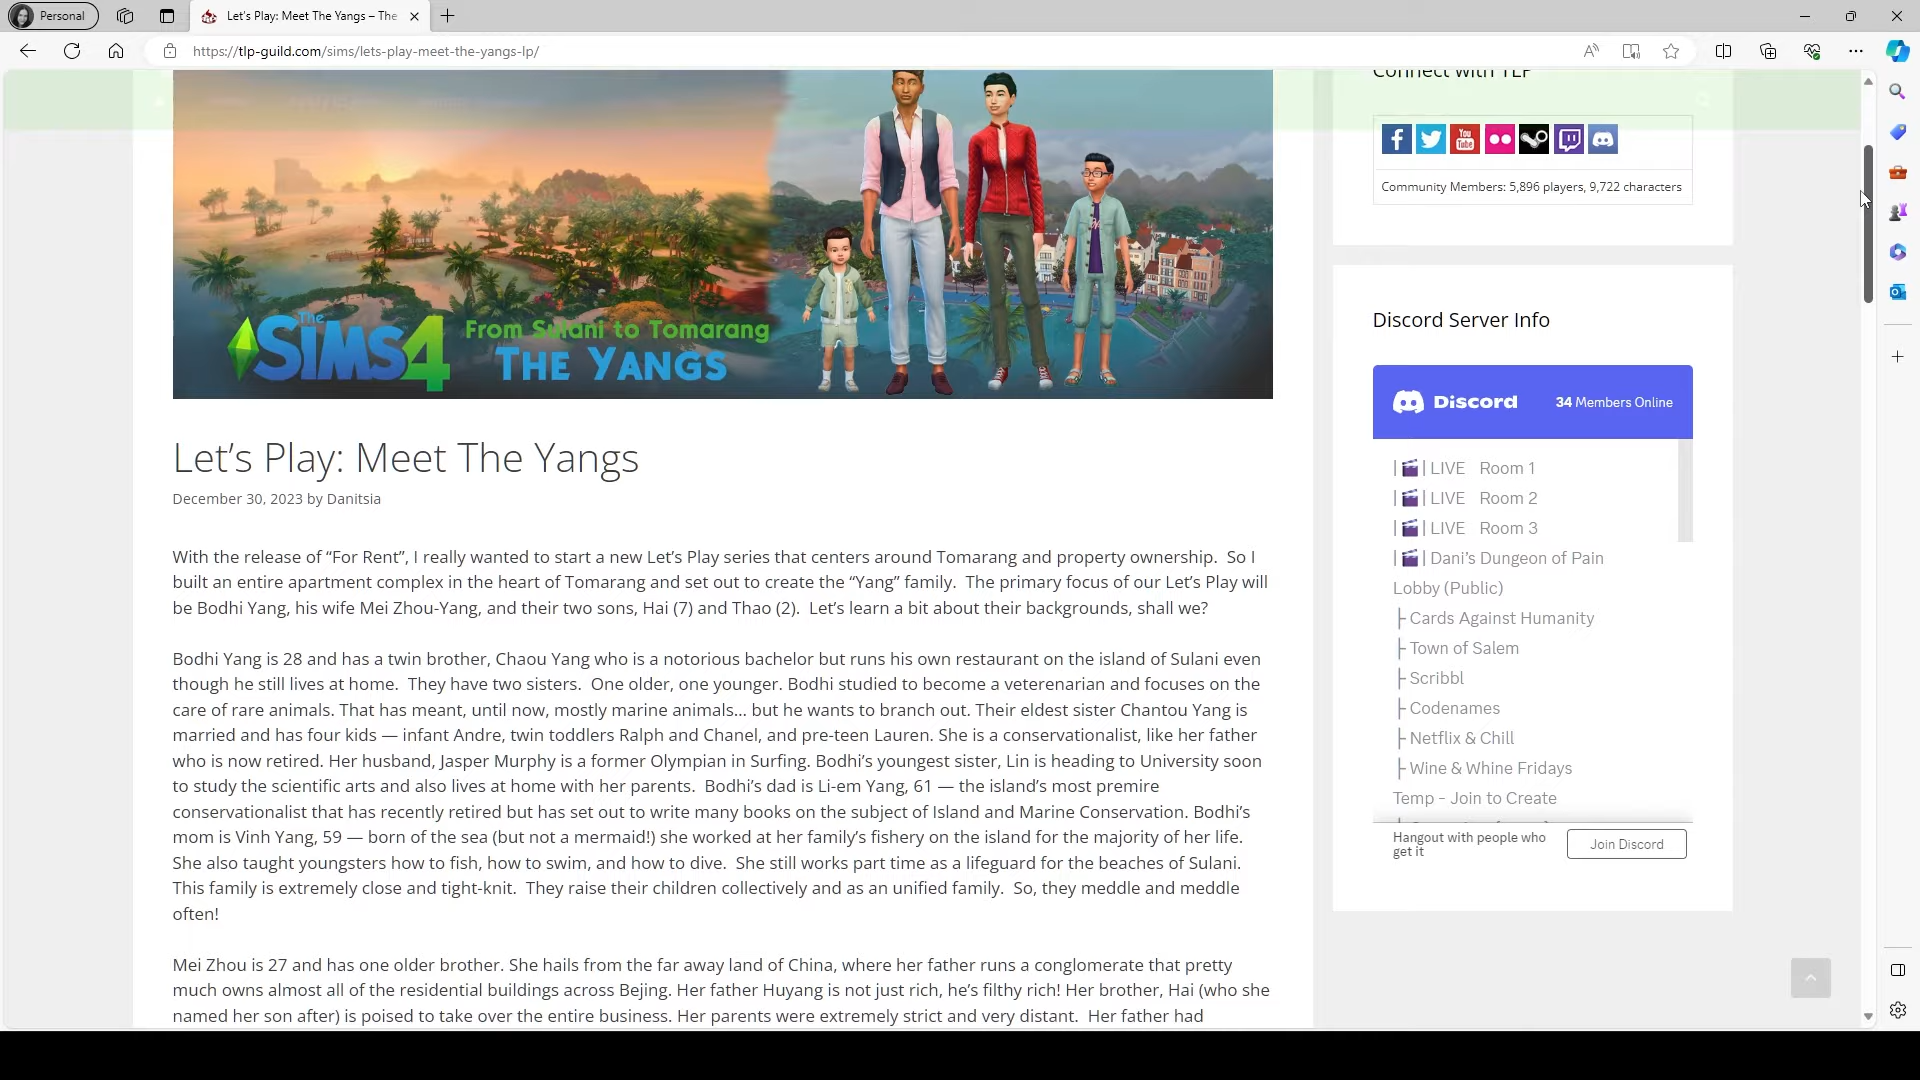 Personal
Let's Play: Meet The Yangs – The
https://tlp-guild.com/sims/lets-play-meet-the-yangs-lp/
Connect with TLP
You Tube
Community Members: 5,896 players, 9,722 characters
The SIMS 4
From Sulani to Tomarang
THE YANGS
Let’s Play: Meet The Yangs
December 30, 2023 by Danitsia
With the release of “For Rent”, I really wanted to start a new Let’s Play series that centers around Tomarang and property ownership.  So I
built an entire apartment complex in the heart of Tomarang and set out to create the “Yang” family.  The primary focus of our Let’s Play will
be Bodhi Yang, his wife Mei Zhou-Yang, and their two sons, Hai (7) and Thao (2).  Let’s learn a bit about their backgrounds, shall we?
Bodhi Yang is 28 and has a twin brother, Chaou Yang who is a notorious bachelor but runs his own restaurant on the island of Sulani even
though he still lives at home.  They have two sisters.  One older, one younger. Bodhi studied to become a veterenarian and focuses on the
care of rare animals. That has meant, until now, mostly marine animals… but he wants to branch out. Their eldest sister Chantou Yang is
married and has four kids — infant Andre, twin toddlers Ralph and Chanel, and pre-teen Lauren. She is a conservationalist, like her father
who is now retired. Her husband, Jasper Murphy is a former Olympian in Surfing. Bodhi’s youngest sister, Lin is heading to University soon
to study the scientific arts and also lives at home with her parents.  Bodhi’s dad is Li-em Yang, 61 — the island’s most premire
conservationalist that has recently retired but has set out to write many books on the subject of Island and Marine Conservation. Bodhi’s
mom is Vinh Yang, 59 — born of the sea (but not a mermaid!) she worked at her family’s fishery on the island for the majority of her life.
She also taught youngsters how to fish, how to swim, and how to dive.  She still works part time as a lifeguard for the beaches of Sulani.
This family is extremely close and tight-knit.  They raise their children collectively and as an unified family.  So, they meddle and meddle
often!
Mei Zhou is 27 and has one older brother. She hails from the far away land of China, where her father runs a conglomerate that pretty
much owns almost all of the residential buildings across Bejing. Her father Huyang is not just rich, he’s filthy rich! Her brother, Hai (who she
named her son after) is poised to take over the entire business. Her parents were extremely strict and very distant.  Her father had
Discord Server Info
Discord
34 Members Online
| 🎬 | LIVE Room 1
| 🎬 | LIVE Room 2
| 🎬 | LIVE Room 3
| 🎬 | Dani’s Dungeon of Pain
Lobby (Public)
├ Cards Against Humanity
├ Town of Salem
├ Scribbl
├ Codenames
├ Netflix & Chill
├ Wine & Whine Fridays
Temp - Join to Create
Hangout with people who
get it
Join Discord